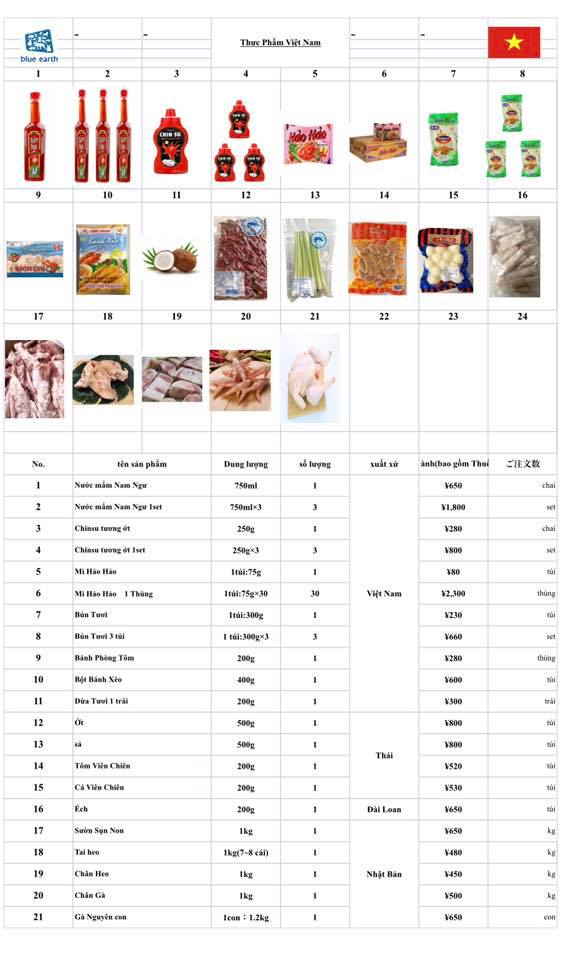 blue earth
Thực Phẩm Việt Nam
1 2 3 4 5 6 7 8
CHIN-SU
Hảo Hảo
9 10 11 12 13 14 15 16
BÍCH CHI
Bánh Xèo
17 18 19 20 21 22 23 24
No. tên sản phẩm Dung lượng số lượng xuất xứ ành(bao gồm Thuế ご注文数
1 Nước mắm Nam Ngư 750ml 1 ¥650 chai
2 Nước mắm Nam Ngư 1set 750ml×3 3 ¥1,800 set
3 Chinsu tương ớt 250g 1 ¥280 chai
4 Chinsu tương ớt 1set 250g×3 3 ¥800 set
5 Mì Hảo Hảo 1túi:75g 1 ¥80 túi
6 Mì Hảo Hảo 1 Thùng 1túi:75g×30 30 Việt Nam ¥2,300 thùng
7 Bún Tươi 1túi:300g 1 ¥230 túi
8 Bún Tươi 3 túi 1 túi:300g×3 3 ¥660 set
9 Bánh Phòng Tôm 200g 1 ¥280 thùng
10 Bột Bánh Xèo 400g 1 ¥600 túi
11 Dừa Tươi 1 trái 200g 1 ¥300 trái
12 Ớt 500g 1 ¥800 túi
13 sả 500g 1 Thái ¥800 túi
14 Tôm Viên Chiên 200g 1 ¥520 túi
15 Cá Viên Chiên 200g 1 ¥530 túi
16 Ếch 200g 1 Đài Loan ¥650 túi
17 Sườn Sụn Non 1kg 1 ¥650 kg
18 Tai heo 1kg(7~8 cái) 1 ¥480 kg
19 Chân Heo 1kg 1 Nhật Bản ¥450 kg
20 Chân Gà 1kg 1 ¥500 kg
21 Gà Nguyên con 1con：1.2kg 1 ¥650 con